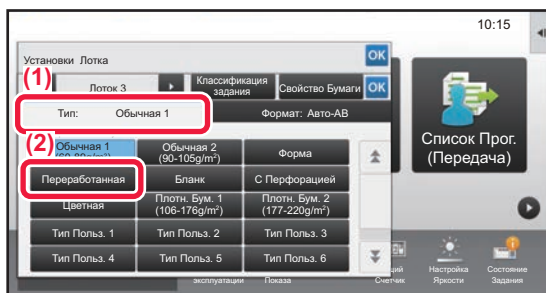 10:15
Установки Лотка
OK
(1)
Лоток 3
Классификация
задания
Свойство Бумаги
OK
Тип: Обычная 1
Формат: Авто-AB
(2)
Обычная 1
Обычная 2
(90-105g/m²)
Форма
Переработанная
Бланк
С Перфорацией
Цветная
Плотн. Бум. 1
(106-176g/m²)
Плотн. Бум. 2
(177-220g/m²)
Тип Польз. 1
Тип Польз. 2
Тип Польз. 3
Тип Польз. 4
Тип Польз. 5
Тип Польз. 6
Список Прог.
(Передача)
эксплуатации
Показа
Счетчик
Настройка
Яркости
Состояние
Задания